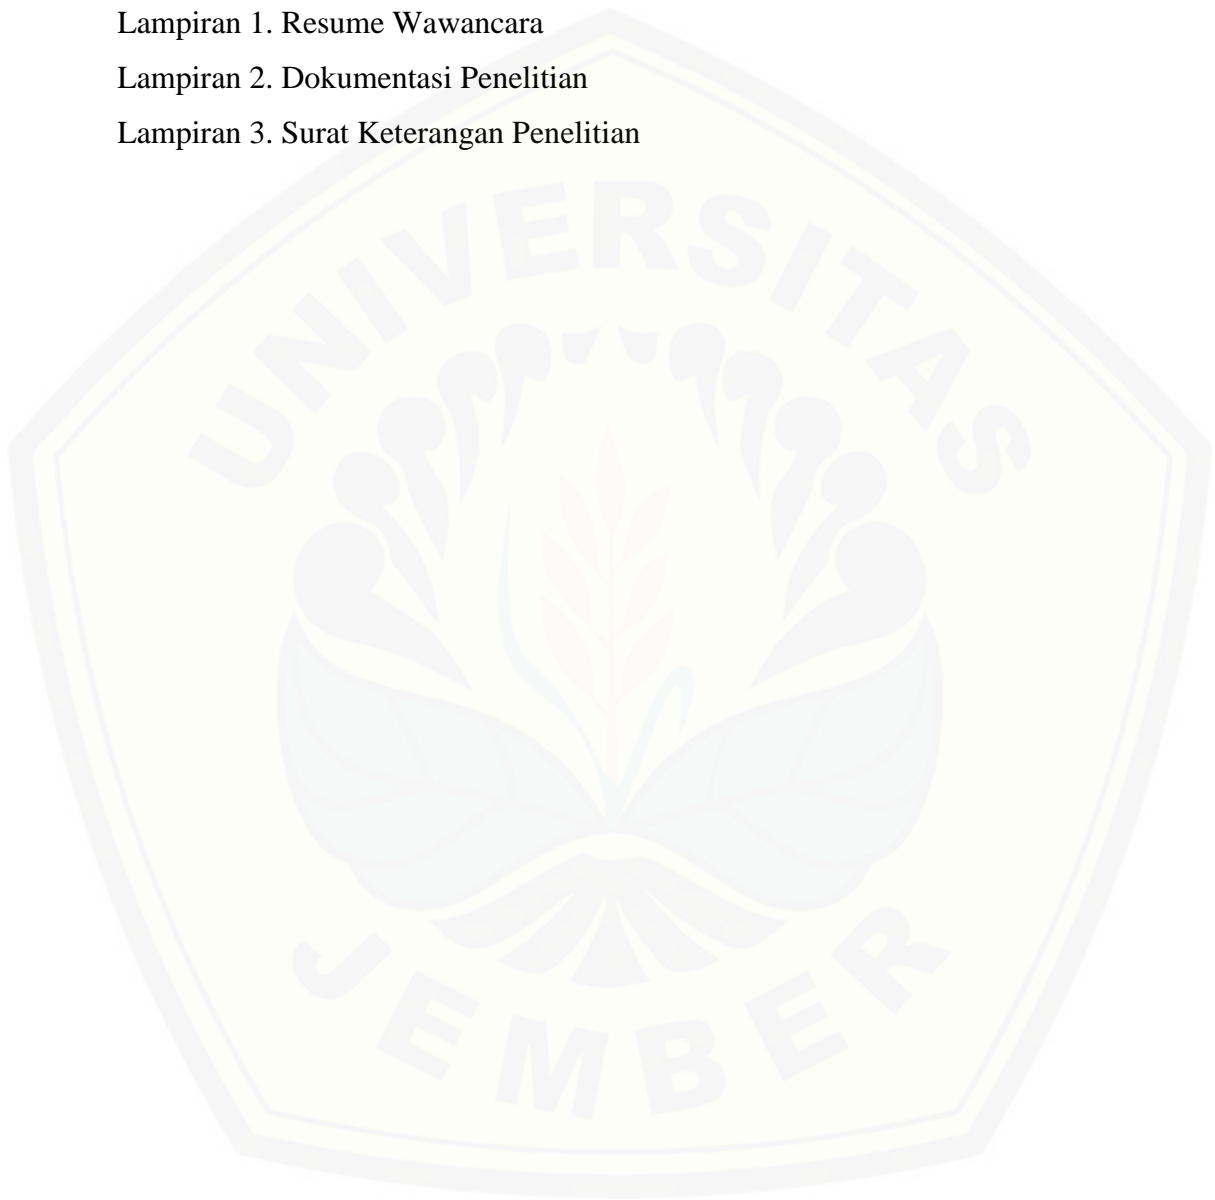 Lampiran 1. Resume Wawancara
Lampiran 2. Dokumentasi Penelitian
Lampiran 3. Surat Keterangan Penelitian
UNIVERSITAS
JEMBER